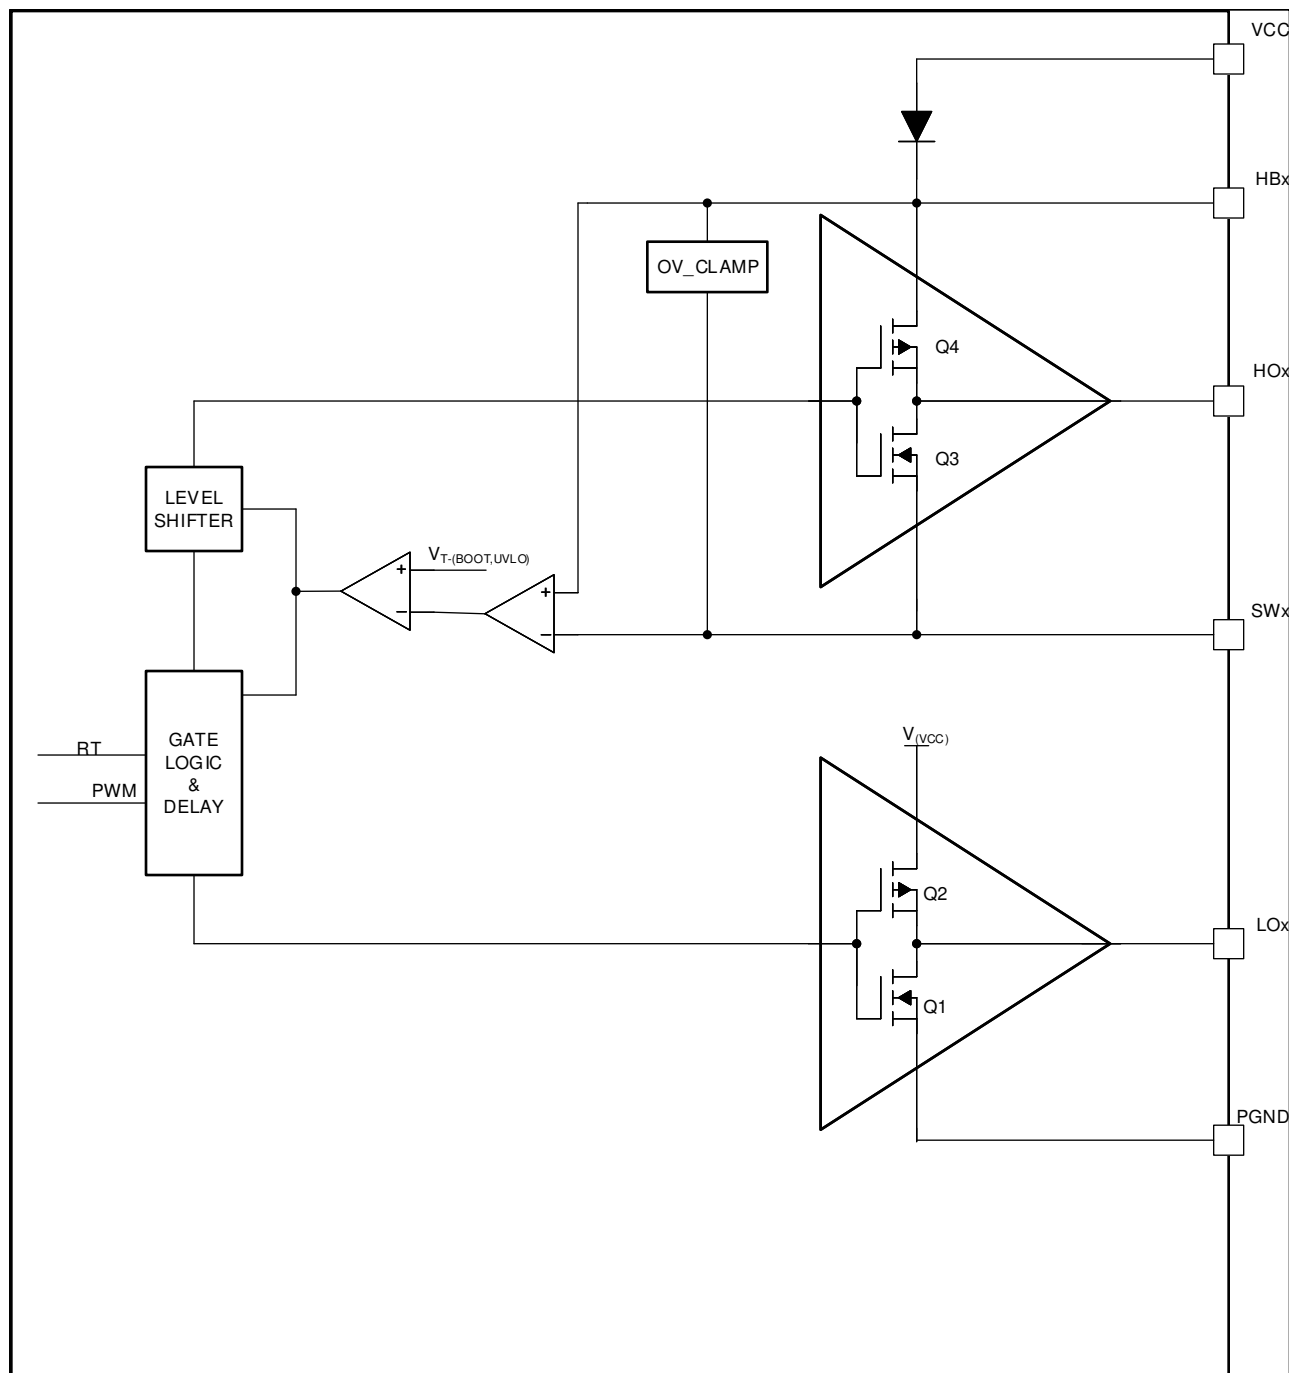 VCC
HBx
OV_CLAMP
Q4
HOx
Q3
LEVEL
SHIFTER
+
VT-(BOOT,UVLO)
−
+
−
SWx
RT
PWM
GATE
LOGIC
&
DELAY
V(VCC)
Q2
LOx
Q1
PGND